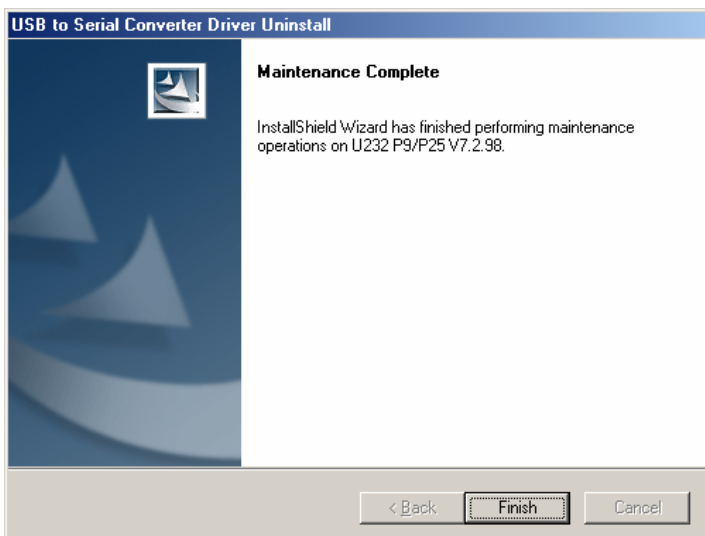 USB to Serial Converter Driver Uninstall
Maintenance Complete
InstallShield Wizard has finished performing maintenance
operations on U232 P9/P25 V7.2.98.
< Back
Finish
Cancel